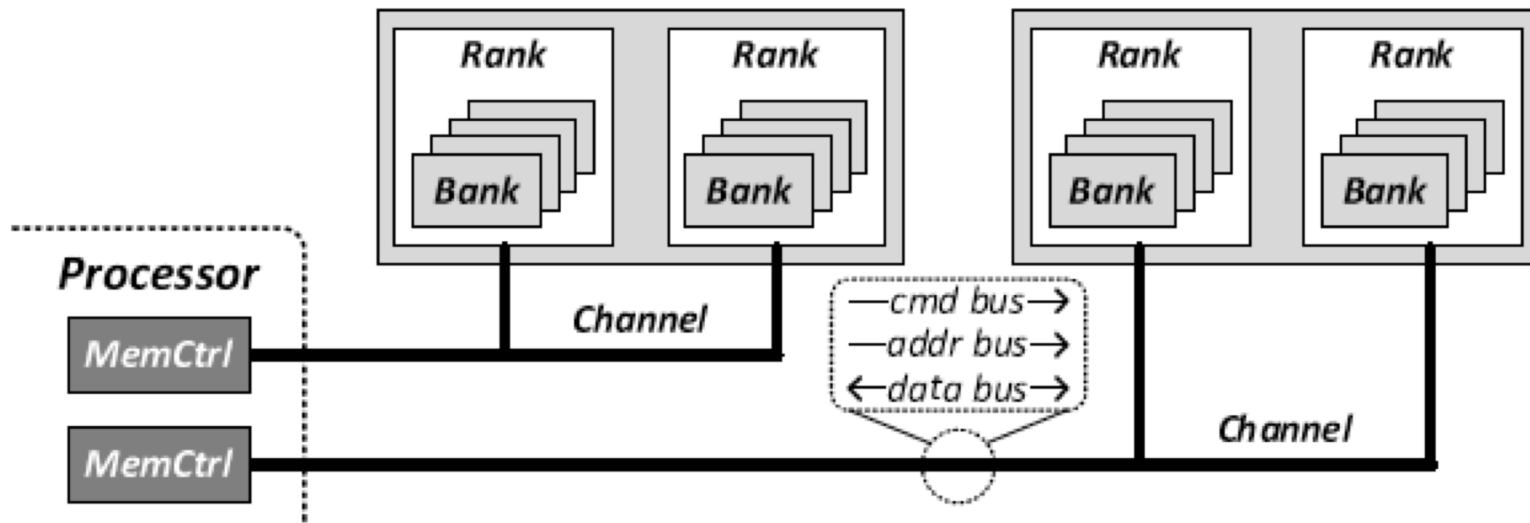 Rank Rank Rank Rank
Bank Bank Bank Bank
Processor
cmd bus
Channel
addr bus
MemCtrl
data bus
Channel
MemCtrl